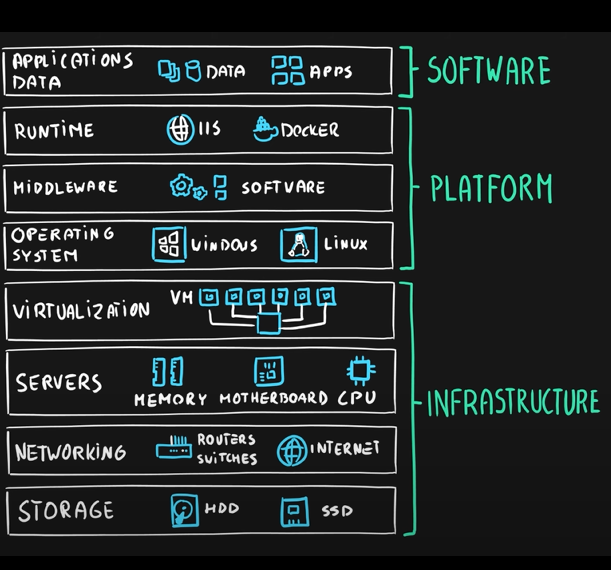 APPLICATIONS
DATA
DATA
APPS
SOFTWARE
RUNTIME
IIS
DOCKER
MIDDLEWARE
SOFTWARE
PLATFORM
OPERATING
SYSTEM
WINDOWS
LINUX
VIRTUALIZATION
VM
SERVERS
MEMORY
MOTHERBOARD
CPU
INFRASTRUCTURE
NETWORKING
ROUTERS
SWITCHES
INTERNET
STORAGE
HDD
SSD